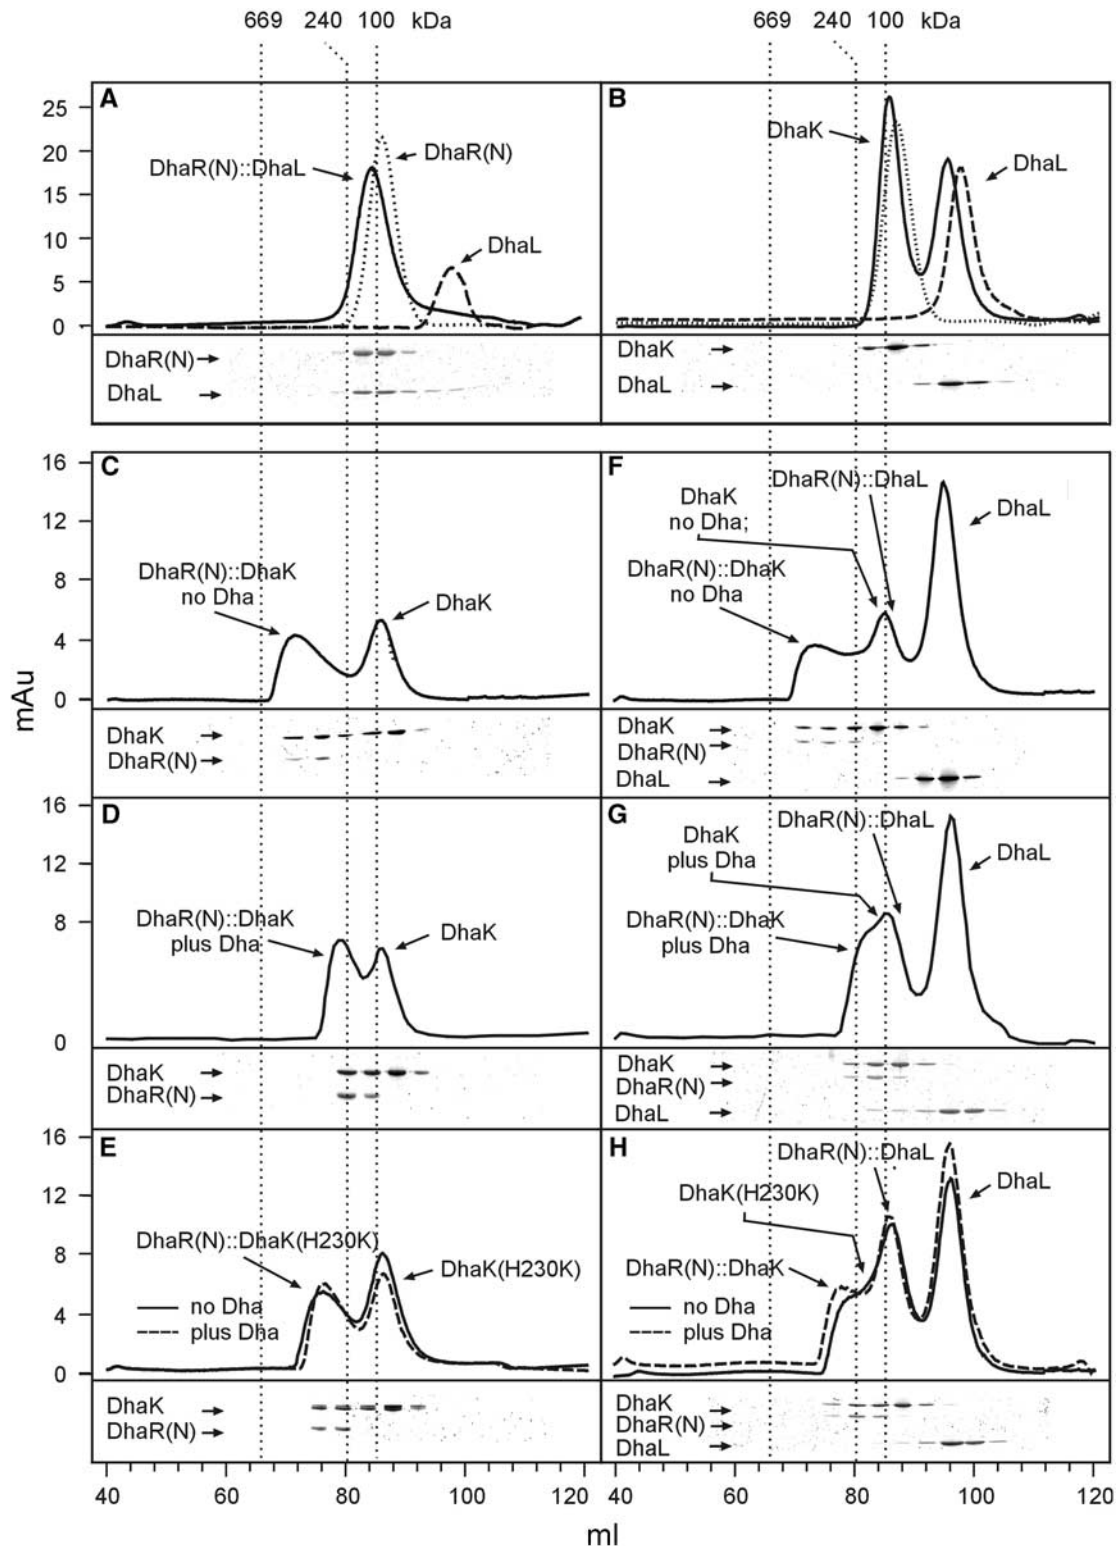 669 240 100 kDa
669 240 100 kDa
A
25
20
15
10
5
0
DhaR(N)::DhaL
DhaR(N)
DhaL
DhaR(N)
DhaL
B
DhaK
DhaL
DhaK
DhaL
C
16
12
8
4
0
DhaR(N)::DhaK
no Dha
DhaK
DhaK
DhaR(N)
F
DhaR(N)::DhaL
DhaK
no Dha;
DhaR(N)::DhaK
no Dha
DhaL
DhaK
DhaR(N)
DhaL
mAu
D
16
12
8
0
DhaR(N)::DhaK
plus Dha
DhaK
DhaK
DhaR(N)
G
DhaR(N)::DhaL
DhaK
plus Dha
DhaR(N)::DhaK
plus Dha
DhaL
DhaK
DhaR(N)
DhaL
E
16
12
8
4
0
DhaR(N)::DhaK(H230K)
DhaK(H230K)
no Dha
plus Dha
DhaK
DhaR(N)
H
DhaR(N)::DhaL
DhaK(H230K)
DhaR(N)::DhaK
DhaL
no Dha
plus Dha
DhaK
DhaR(N)
DhaL
40 60 80 100 120
40 60 80 100 120
ml